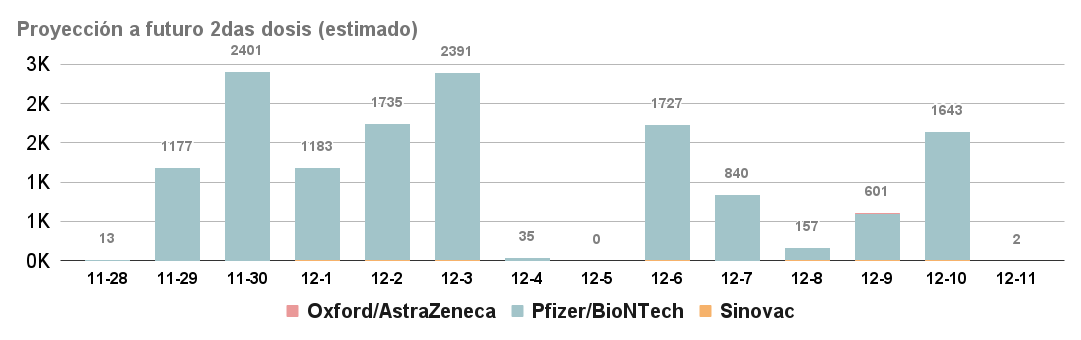 Proyección a futuro 2das dosis (estimado)
3K
2K
2K
1K
1K
0K
13
1177
2401
1183
1735
2391
35
0
1727
840
157
601
1643
2
11-28 11-29 11-30 12-1 12-2 12-3 12-4 12-5 12-6 12-7 12-8 12-9 12-10 12-11
Oxford/AstraZeneca Pfizer/BioNTech Sinovac